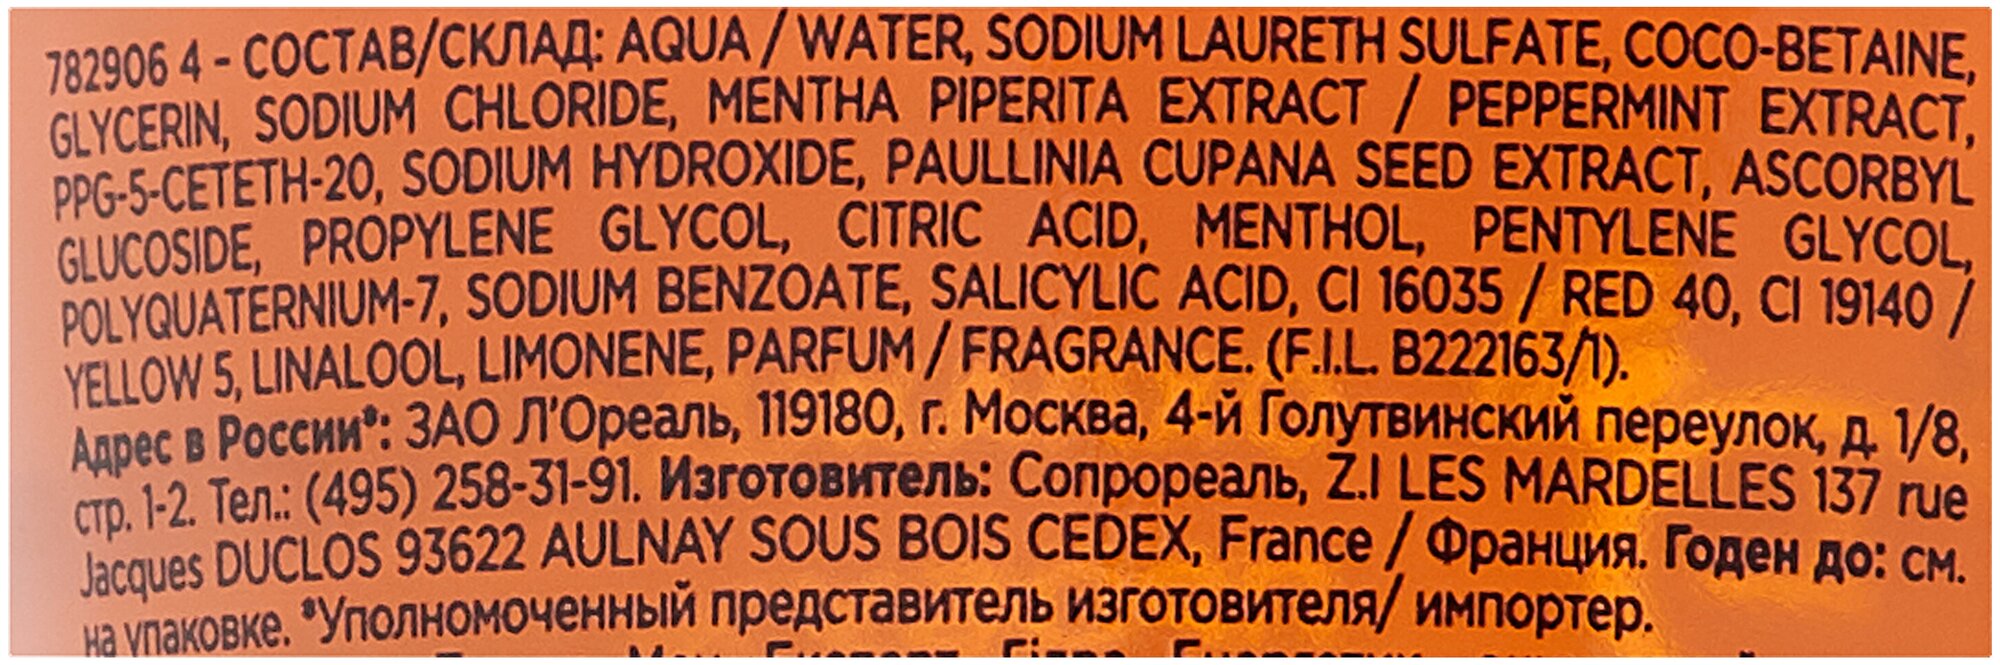 782906 4 - СОСТАВ/СКЛАД: AQUA / WATER, SODIUM LAURETH SULFATE, COCO-BETAINE,
GLYCERIN, SODIUM CHLORIDE, MENTHA PIPERITA EXTRACT / PEPPERMINT EXTRACT,
PPG-5-CETETH-20, SODIUM HYDROXIDE, PAULLINIA CUPANA SEED EXTRACT, ASCORBYL
GLUCOSIDE, PROPYLENE GLYCOL, CITRIC ACID, MENTHOL, PENTYLENE GLYCOL,
POLYQUATERNIUM-7, SODIUM BENZOATE, SALICYLIC ACID, CI 16035 / RED 40, CI 19140 /
YELLOW 5, LINALOOL, LIMONENE, PARFUM / FRAGRANCE. (F.I.L. B222163/1).
Адрес в России*: ЗАО Л'Ореаль, 119180, г. Москва, 4-й Голутвинский переулок, д. 1/8,
стр. 1-2. Тел.: (495) 258-31-91. Изготовитель: Сопрореаль, Z.I LES MARDELLES 137 rue
Jacques DUCLOS 93622 AULNAY SOUS BOIS CEDEX, France / Франция. Годен до: см.
на упаковке. *Уполномоченный представитель изготовителя/ импортер.